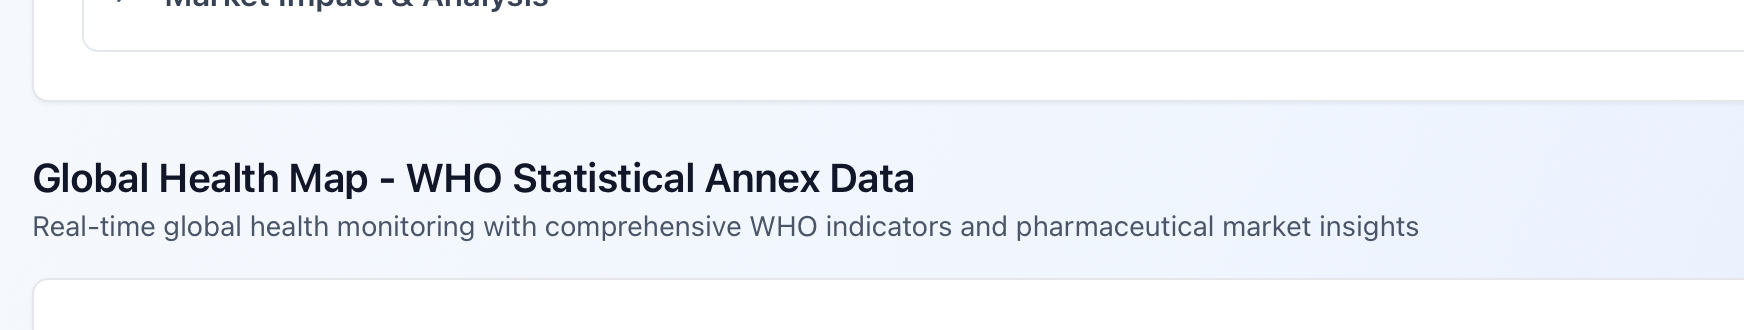 Market Impact & Analysis
Global Health Map - WHO Statistical Annex Data
Real-time global health monitoring with comprehensive WHO indicators and pharmaceutical market insights